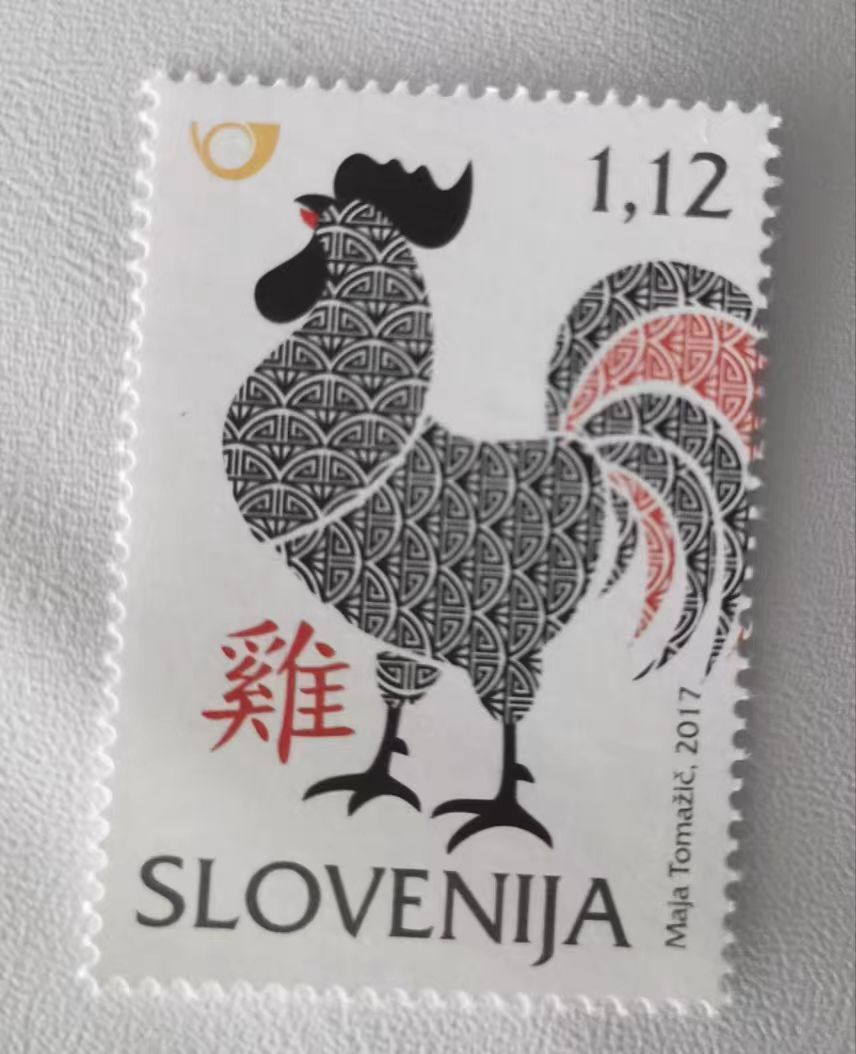 1,12
雞
SLOVENIJA
Maja Tomažič, 2017